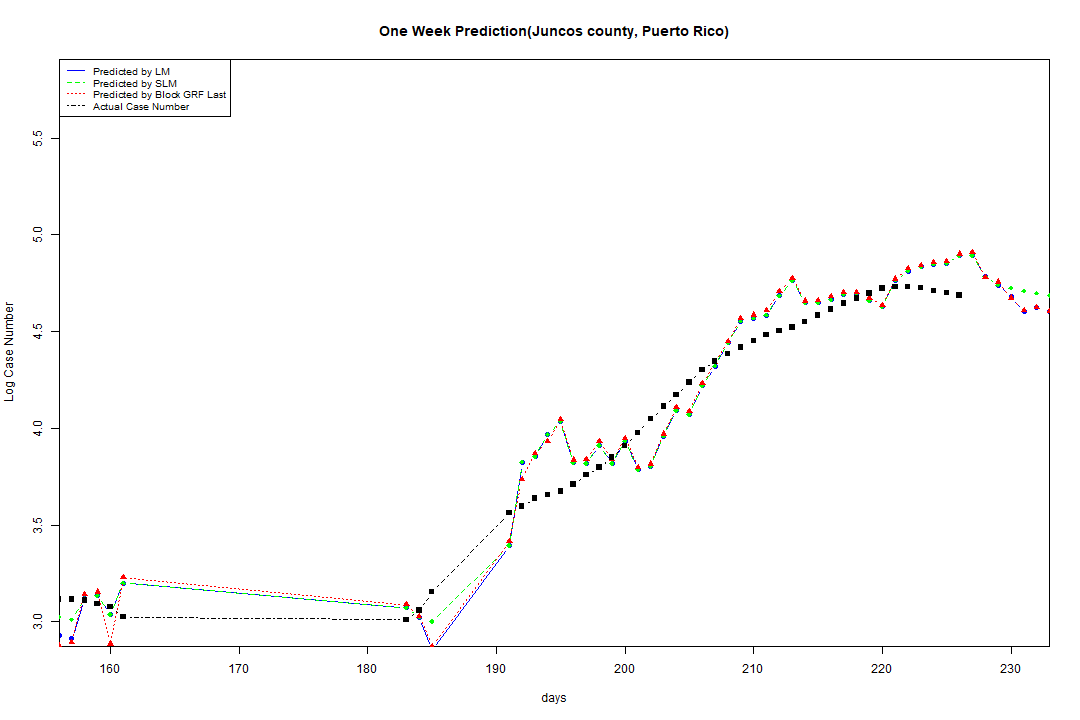 One Week Prediction(Juncos county, Puerto Rico)
Predicted by LM
Predicted by SLM
Predicted by Block GRF Last
Actual Case Number
5.5
5.0
4.5
4.0
3.5
3.0
Log Case Number
160 170 180 190 200 210 220 230
days